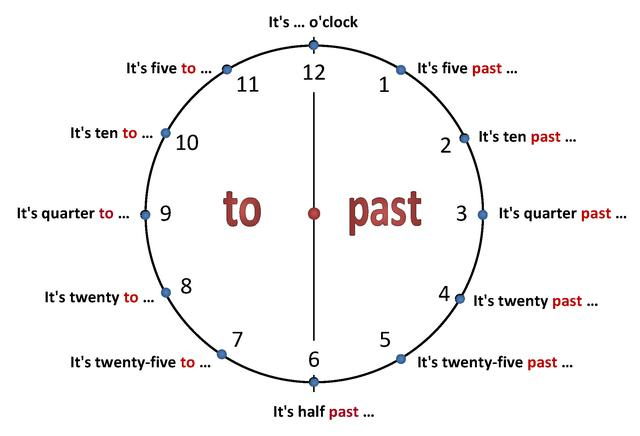 It's ... o'clock
It's five to ...
12
It's five past ...
11
1
It's ten to ...
10
2
It's ten past ...
It's quarter to ...
9
to
past
3
It's quarter past ...
It's twenty to ...
8
4
It's twenty past ...
7
5
It's twenty-five to ...
6
It's twenty-five past ...
It's half past ...